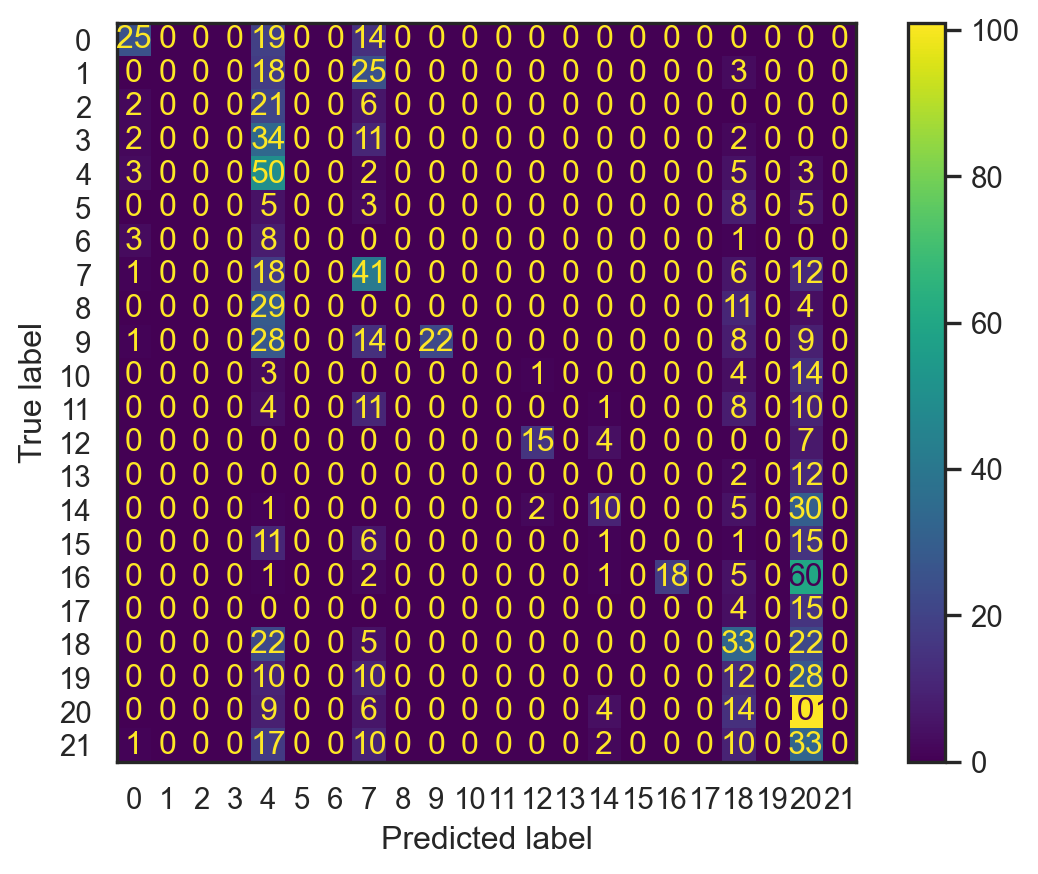 0 25 0 0 0 19 0 0 14 0 0 0 0 0 0 0 0 0 0 0 0 0 0 100
1 0 0 0 0 18 0 0 25 0 0 0 0 0 0 0 0 0 0 3 0 0 0
2 2 0 0 0 21 0 0 6 0 0 0 0 0 0 0 0 0 0 0 0 0 0
3 2 0 0 0 34 0 0 11 0 0 0 0 0 0 0 0 0 0 2 0 0 0
4 3 0 0 0 50 0 0 2 0 0 0 0 0 0 0 0 0 0 5 0 3 0 80
5 0 0 0 0 5 0 0 3 0 0 0 0 0 0 0 0 0 0 8 0 5 0
6 3 0 0 0 8 0 0 0 0 0 0 0 0 0 0 0 0 0 1 0 0 0
7 1 0 0 0 18 0 0 41 0 0 0 0 0 0 0 0 0 0 6 0 12 0
8 0 0 0 0 29 0 0 0 0 0 0 0 0 0 0 0 0 0 11 0 4 0
9 1 0 0 0 28 0 0 14 0 22 0 0 0 0 0 0 0 0 8 0 9 0 60
10 0 0 0 0 3 0 0 0 0 0 0 0 1 0 0 0 0 0 4 0 14 0
11 0 0 0 0 4 0 0 11 0 0 0 0 0 0 1 0 0 0 8 0 10 0
12 0 0 0 0 0 0 0 0 0 0 0 0 15 0 4 0 0 0 0 0 7 0
13 0 0 0 0 0 0 0 0 0 0 0 0 0 0 0 0 0 0 2 0 12 0 40
14 0 0 0 0 1 0 0 0 0 0 0 0 2 0 10 0 0 0 5 0 30 0
15 0 0 0 0 11 0 0 6 0 0 0 0 0 0 1 0 0 0 1 0 15 0
16 0 0 0 0 1 0 0 2 0 0 0 0 0 0 1 0 18 0 5 0 60 0
17 0 0 0 0 0 0 0 0 0 0 0 0 0 0 0 0 0 0 4 0 15 0
18 0 0 0 0 22 0 0 5 0 0 0 0 0 0 0 0 0 0 33 0 22 0 20
19 0 0 0 0 10 0 0 10 0 0 0 0 0 0 0 0 0 0 12 0 28 0
20 0 0 0 0 9 0 0 6 0 0 0 0 0 0 4 0 0 0 14 0 101 0
21 1 0 0 0 17 0 0 10 0 0 0 0 0 0 2 0 0 0 10 0 33 0 0
0 1 2 3 4 5 6 7 8 9 10 11 12 13 14 15 16 17 18 19 20 21
Predicted label
True label